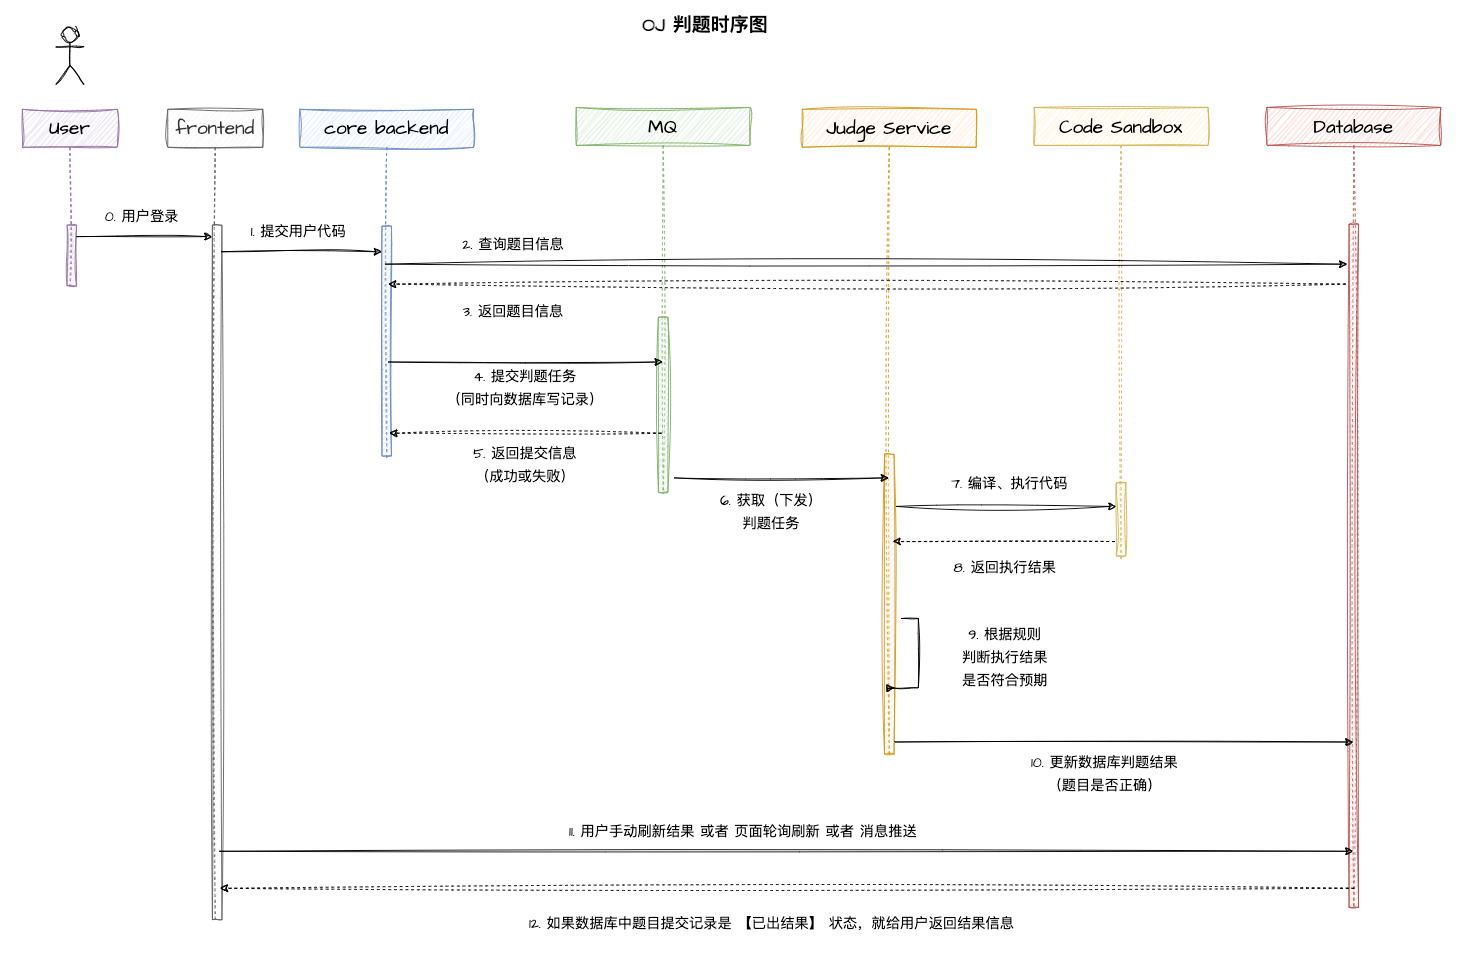 OJ 判题时序图
User
frontend
core backend
MQ
Judge Service
Code Sandbox
Database
0. 用户登录
1. 提交用户代码
2. 查询题目信息
3. 返回题目信息
4. 提交判题任务
（同时向数据库写记录）
5. 返回提交信息
（成功或失败）
6. 获取（下发）
判题任务
7. 编译、执行代码
8. 返回执行结果
9. 根据规则
判断执行结果
是否符合预期
10. 更新数据库判题结果
（题目是否正确）
11. 用户手动刷新结果 或者 页面轮询刷新 或者 消息推送
12. 如果数据库中题目提交记录是 【已出结果】 状态，就给用户返回结果信息